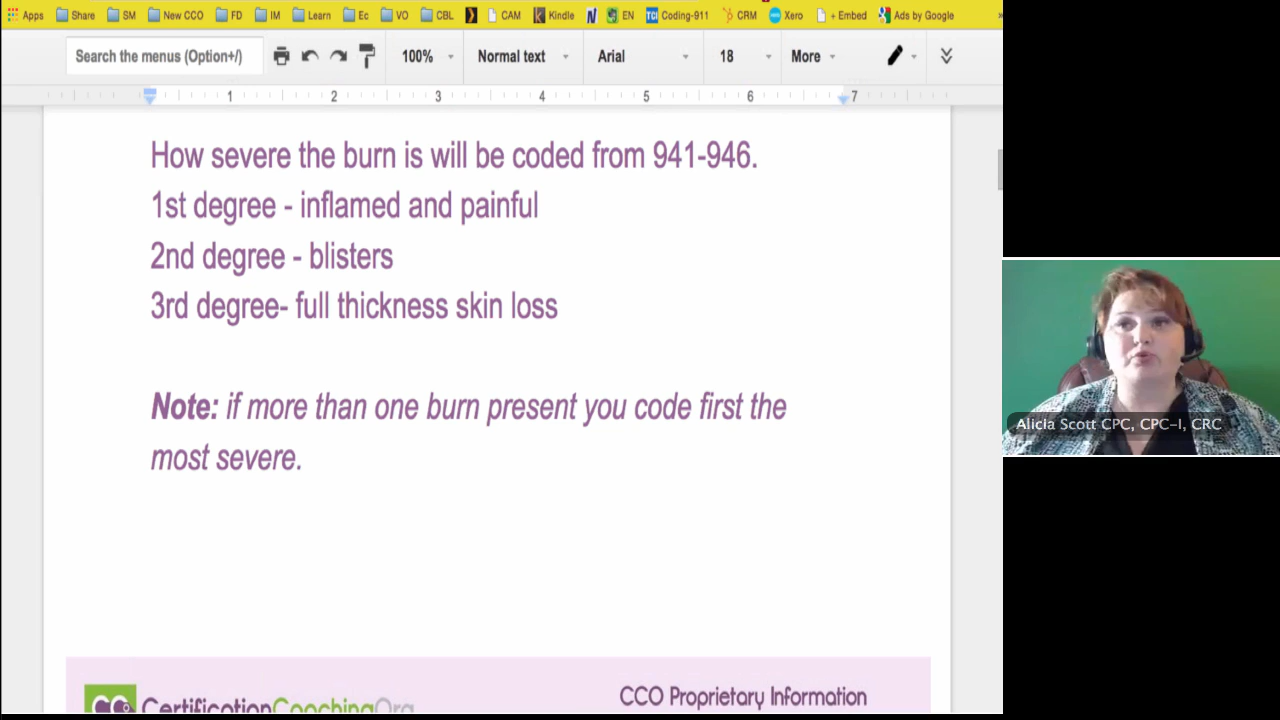 Apps Share SM New CCO FD IM Learn Ec VO CBL CAM Kindle EN TCI Coding-911 CRM Xero + Embed Ads by Google »
Search the menus (Option+/) 100% Normal text Arial 18 More
1 2 3 4 5 6 7
How severe the burn is will be coded from 941-946.
1st degree - inflamed and painful
2nd degree - blisters
3rd degree- full thickness skin loss
Note: if more than one burn present you code first the
most severe.
Alicia Scott CPC, CPC-I, CRC
CertificationCoachingOrg
CCO Proprietary Information